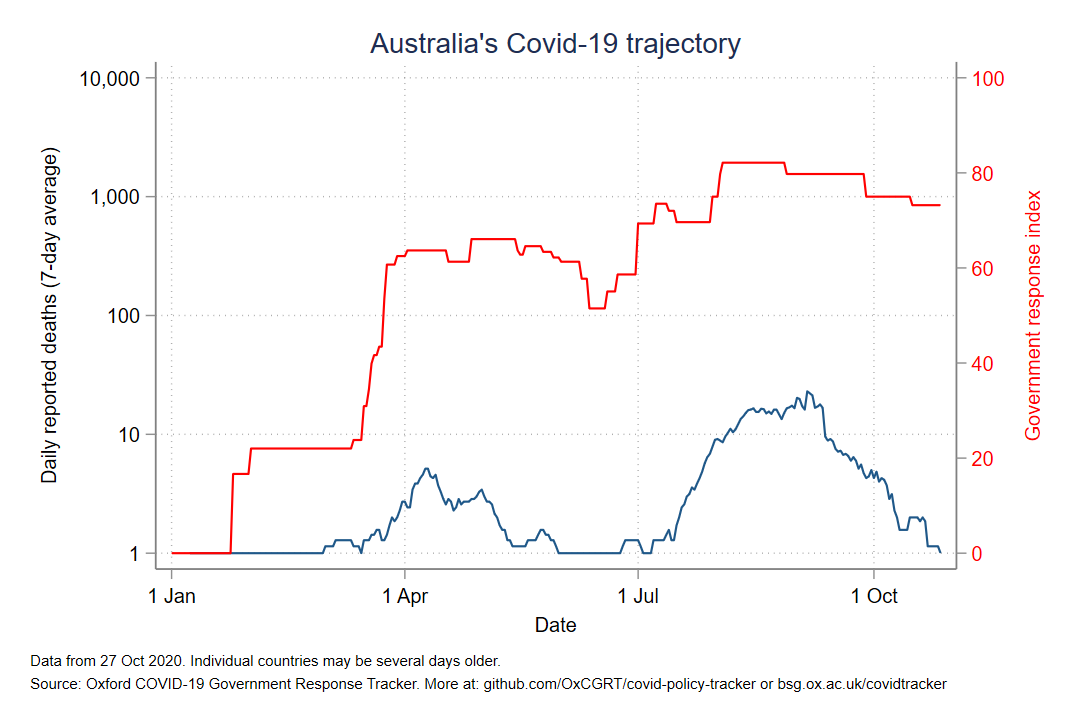 Australia's Covid-19 trajectory
10,000
1,000
100
10
1
Daily reported deaths (7-day average)
100
80
60
40
20
0
Government response index
1 Jan
1 Apr
1 Jul
1 Oct
Date
Data from 27 Oct 2020. Individual countries may be several days older.
Source: Oxford COVID-19 Government Response Tracker. More at: github.com/OxCGRT/covid-policy-tracker or bsg.ox.ac.uk/covidtracker